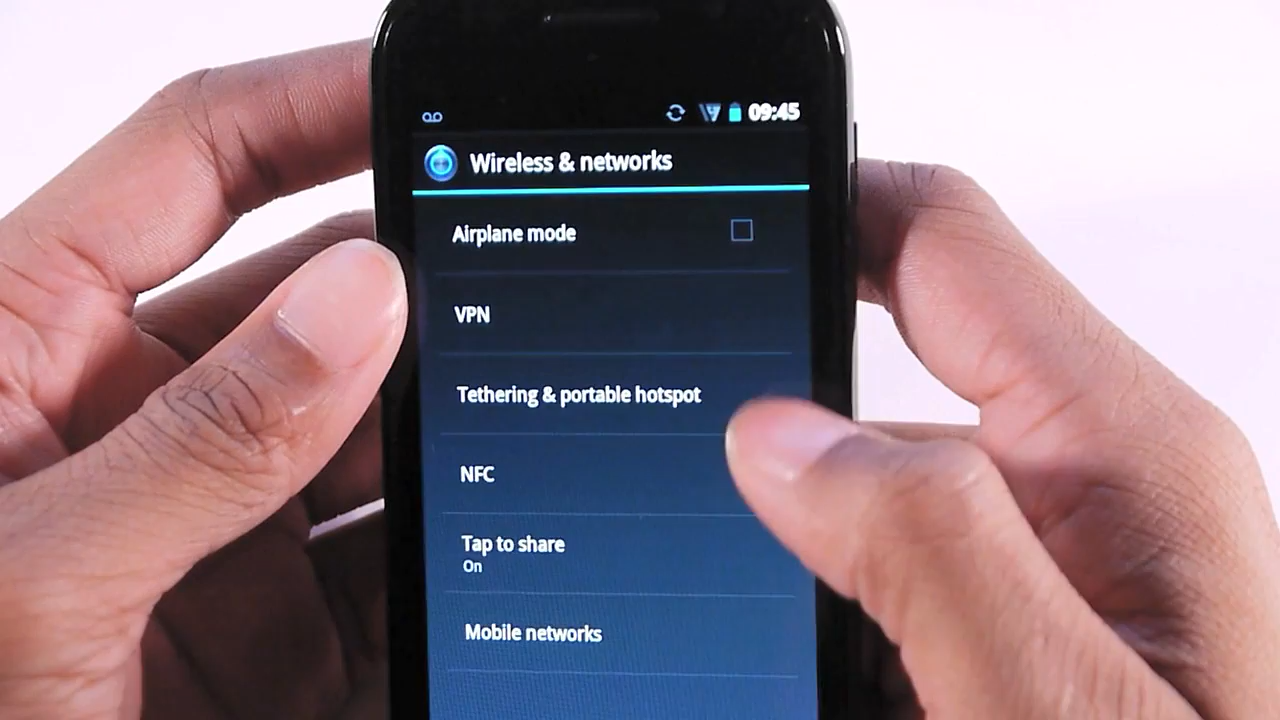 09:45
Wireless & networks
Airplane mode
VPN
Tethering & portable hotspot
NFC
Tap to share
On
Mobile networks